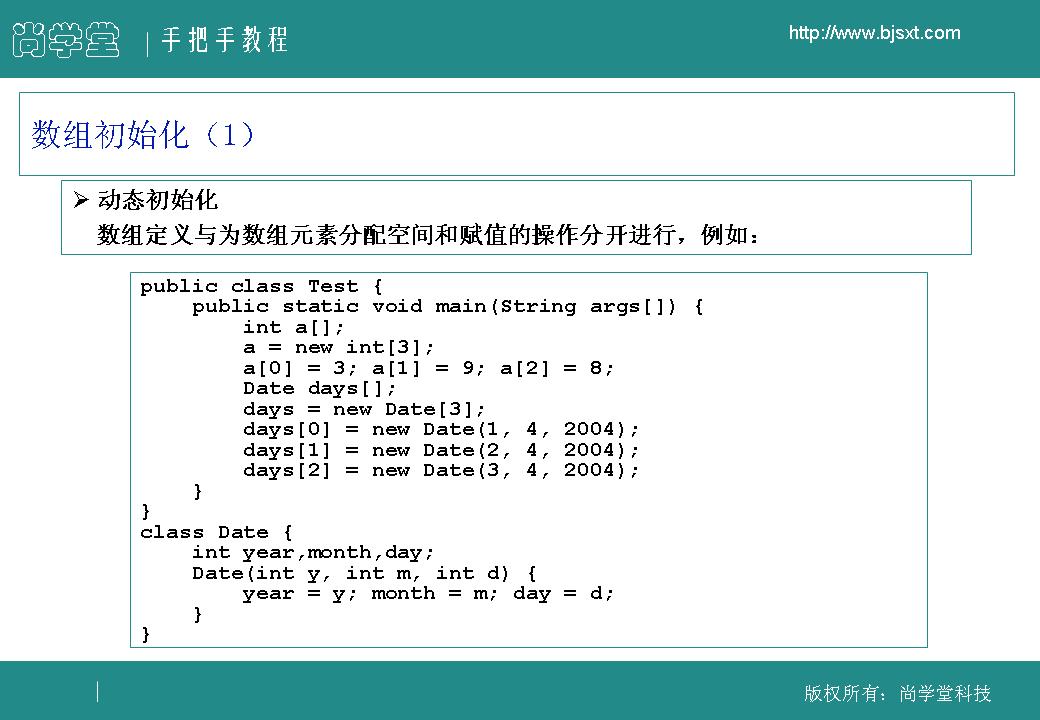 尚学堂 | 手把手教程
http://www.bjsxt.com
数组初始化（1）
➢ 动态初始化
数组定义与为数组元素分配空间和赋值的操作分开进行，例如：
public class Test {
    public static void main(String args[]) {
        int a[];
        a = new int[3];
        a[0] = 3; a[1] = 9; a[2] = 8;
        Date days[];
        days = new Date[3];
        days[0] = new Date(1, 4, 2004);
        days[1] = new Date(2, 4, 2004);
        days[2] = new Date(3, 4, 2004);
    }
}
class Date {
    int year,month,day;
    Date(int y, int m, int d) {
        year = y; month = m; day = d;
    }
}
版权所有：尚学堂科技